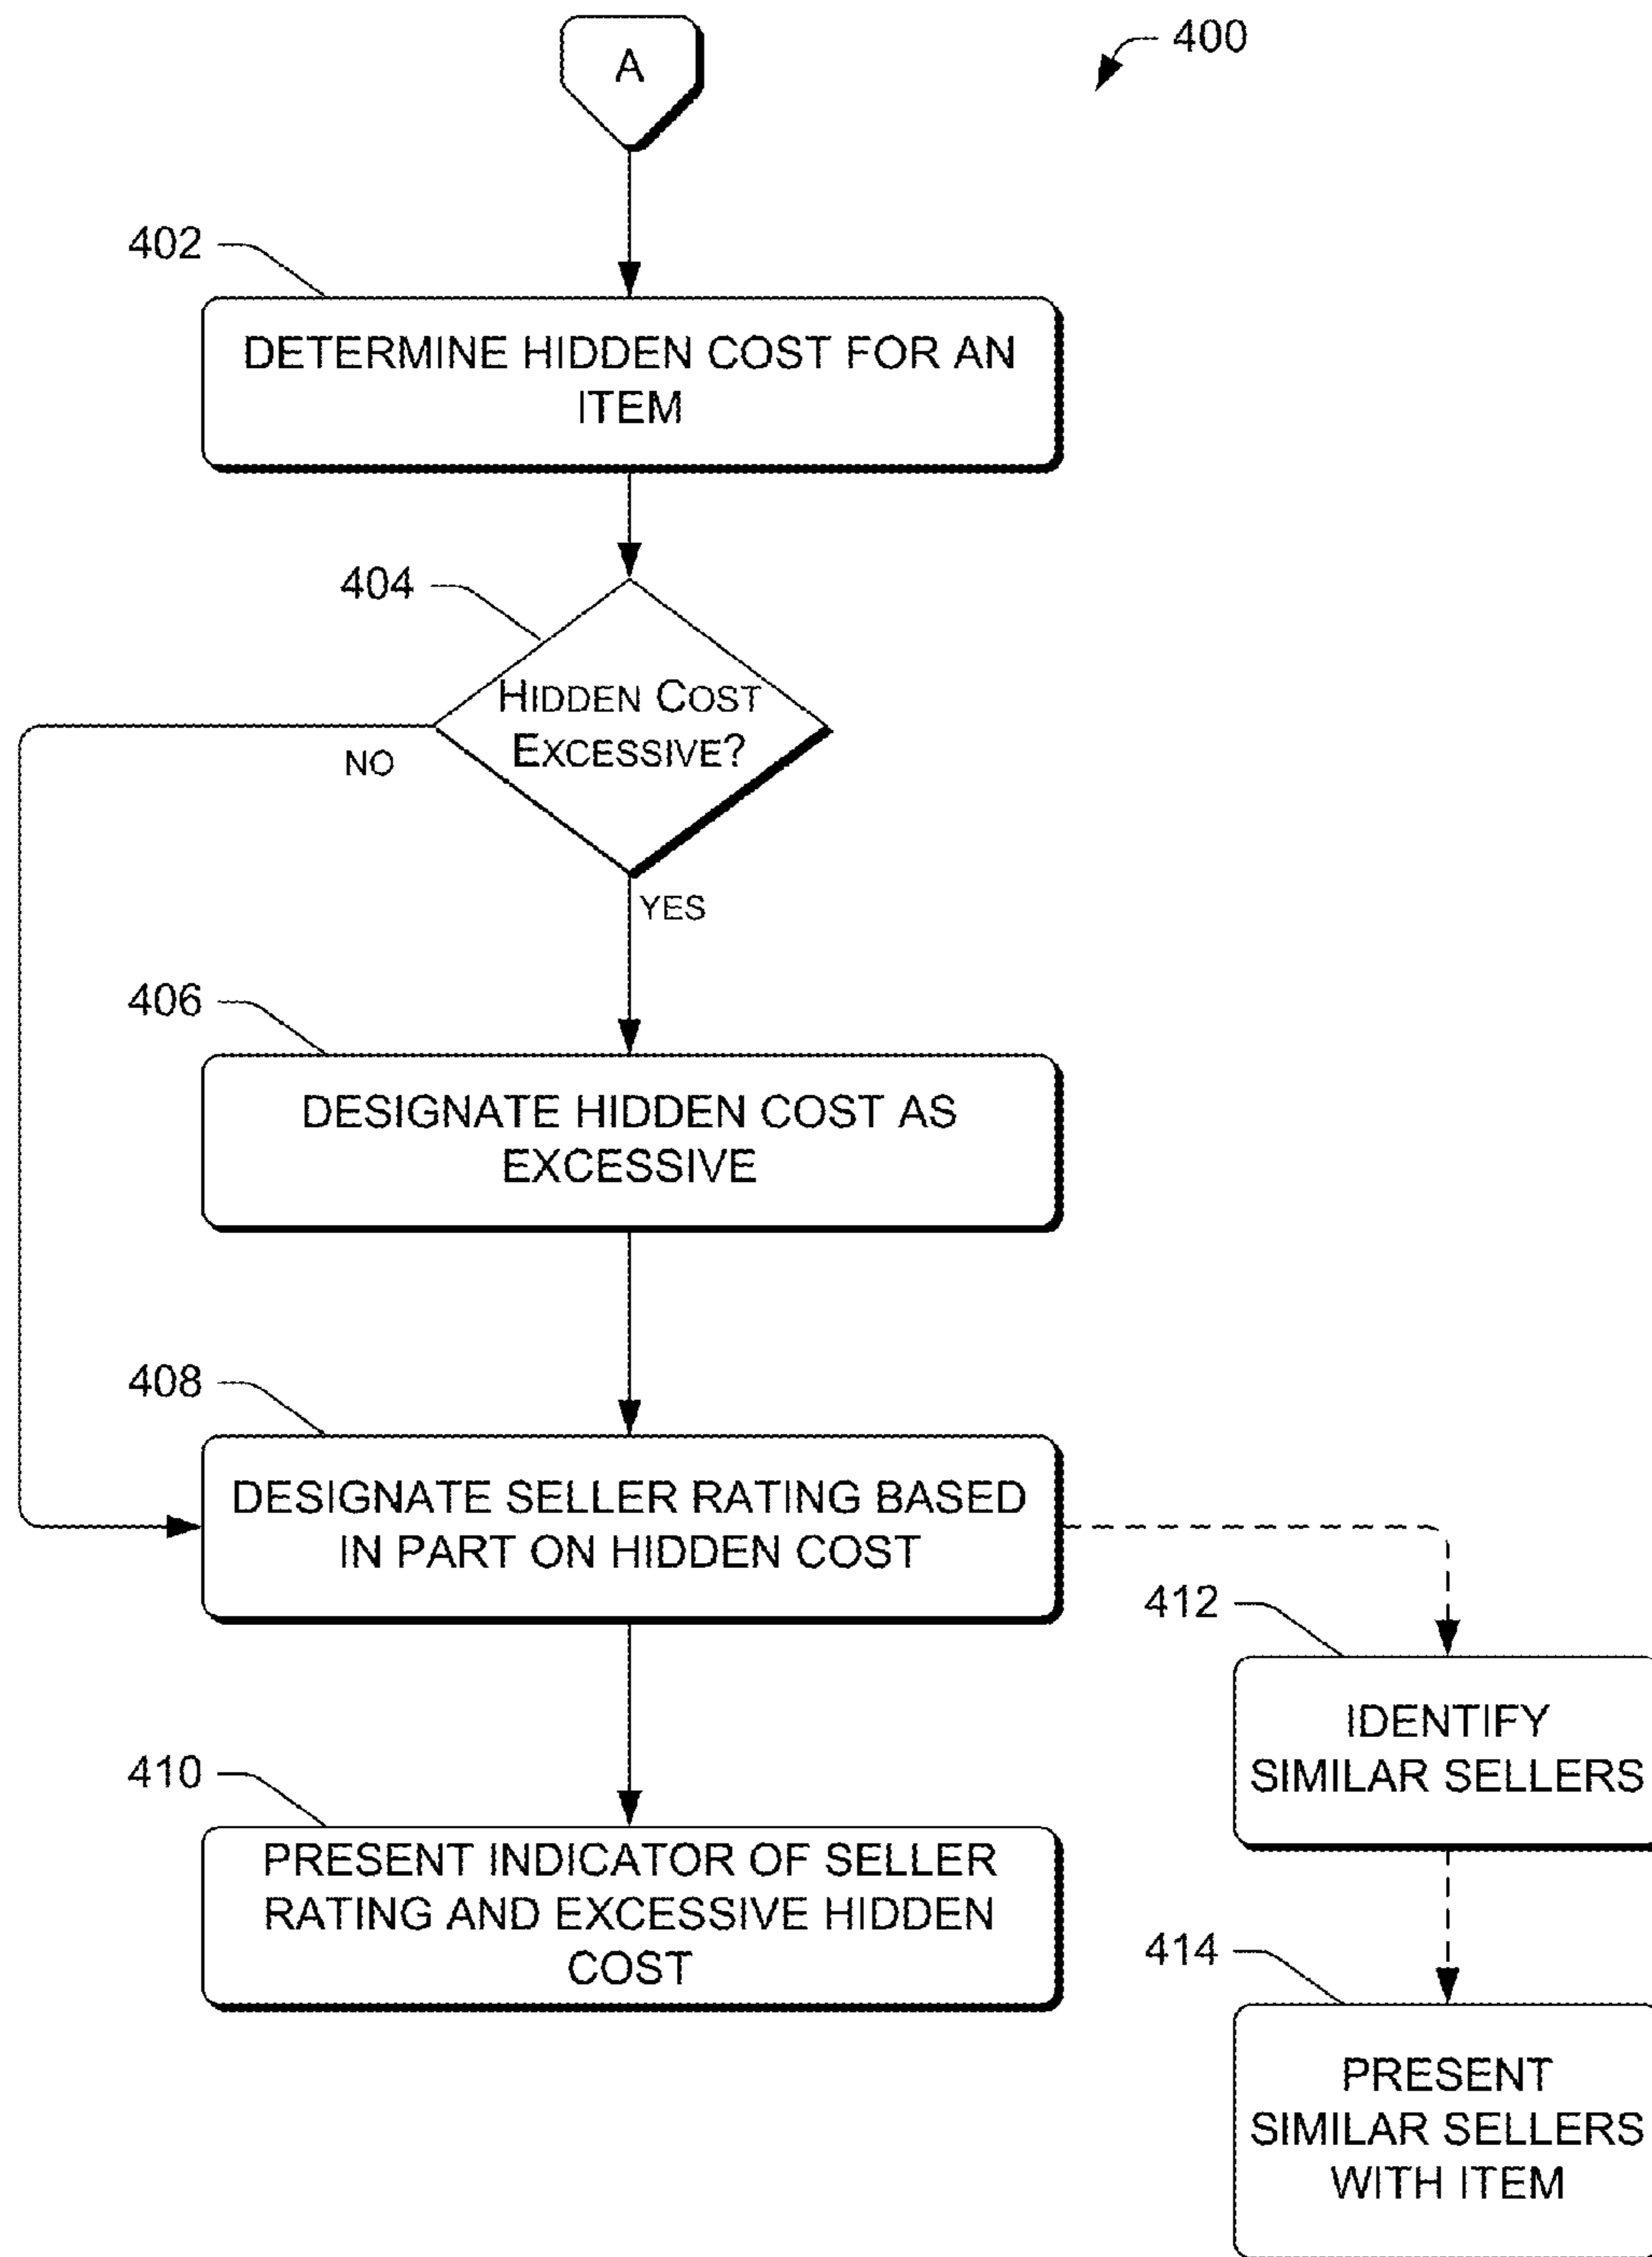 A
400
402
DETERMINE HIDDEN COST FOR AN
ITEM
404
HIDDEN COST
EXCESSIVE?
NO
YES
406
DESIGNATE HIDDEN COST AS
EXCESSIVE
408
DESIGNATE SELLER RATING BASED
IN PART ON HIDDEN COST
412
IDENTIFY
SIMILAR SELLERS
410
PRESENT INDICATOR OF SELLER
RATING AND EXCESSIVE HIDDEN
COST
414
PRESENT
SIMILAR SELLERS
WITH ITEM